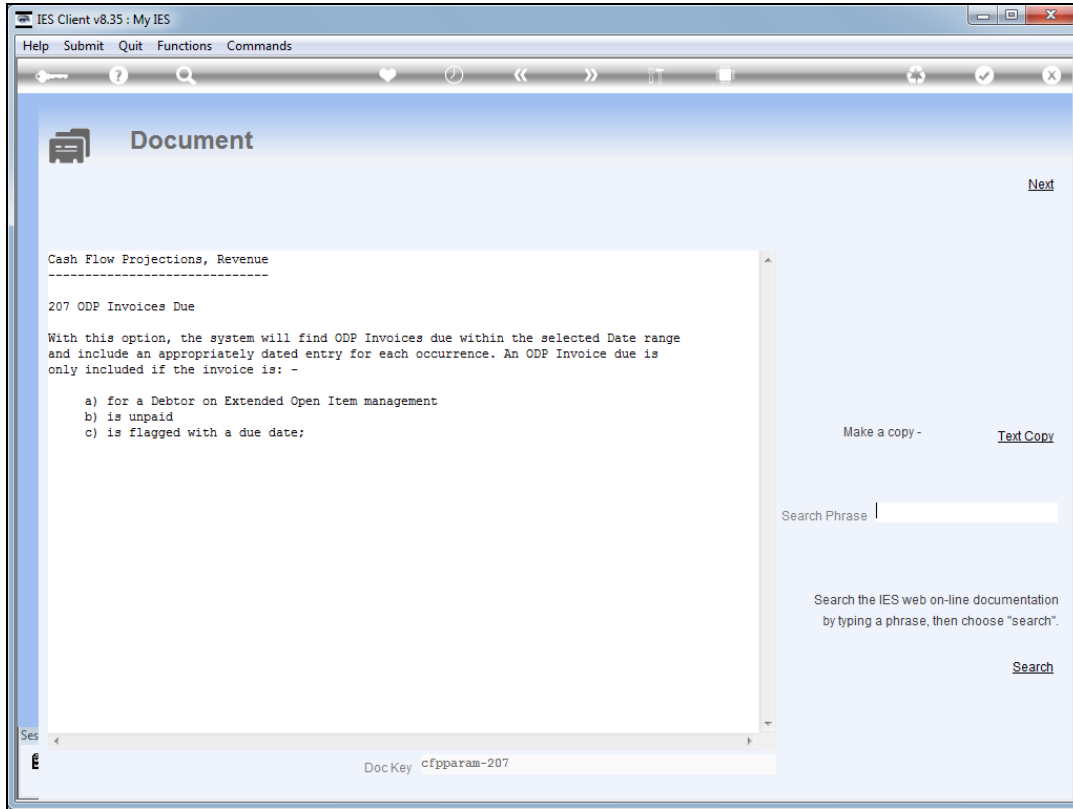 IES Client v8.35 : My IES
Help Submit Quit Functions Commands
Document
Next
Cash Flow Projections, Revenue
------------------------------
207 ODP Invoices Due
With this option, the system will find ODP Invoices due within the selected Date range
and include an appropriately dated entry for each occurrence. An ODP Invoice due is
only included if the invoice is: -
a) for a Debtor on Extended Open Item management
b) is unpaid
c) is flagged with a due date;
Make a copy -
Text Copy
Search Phrase
Search the IES web on-line documentation
by typing a phrase, then choose "search".
Search
Ses
Doc Key cfpparam-207